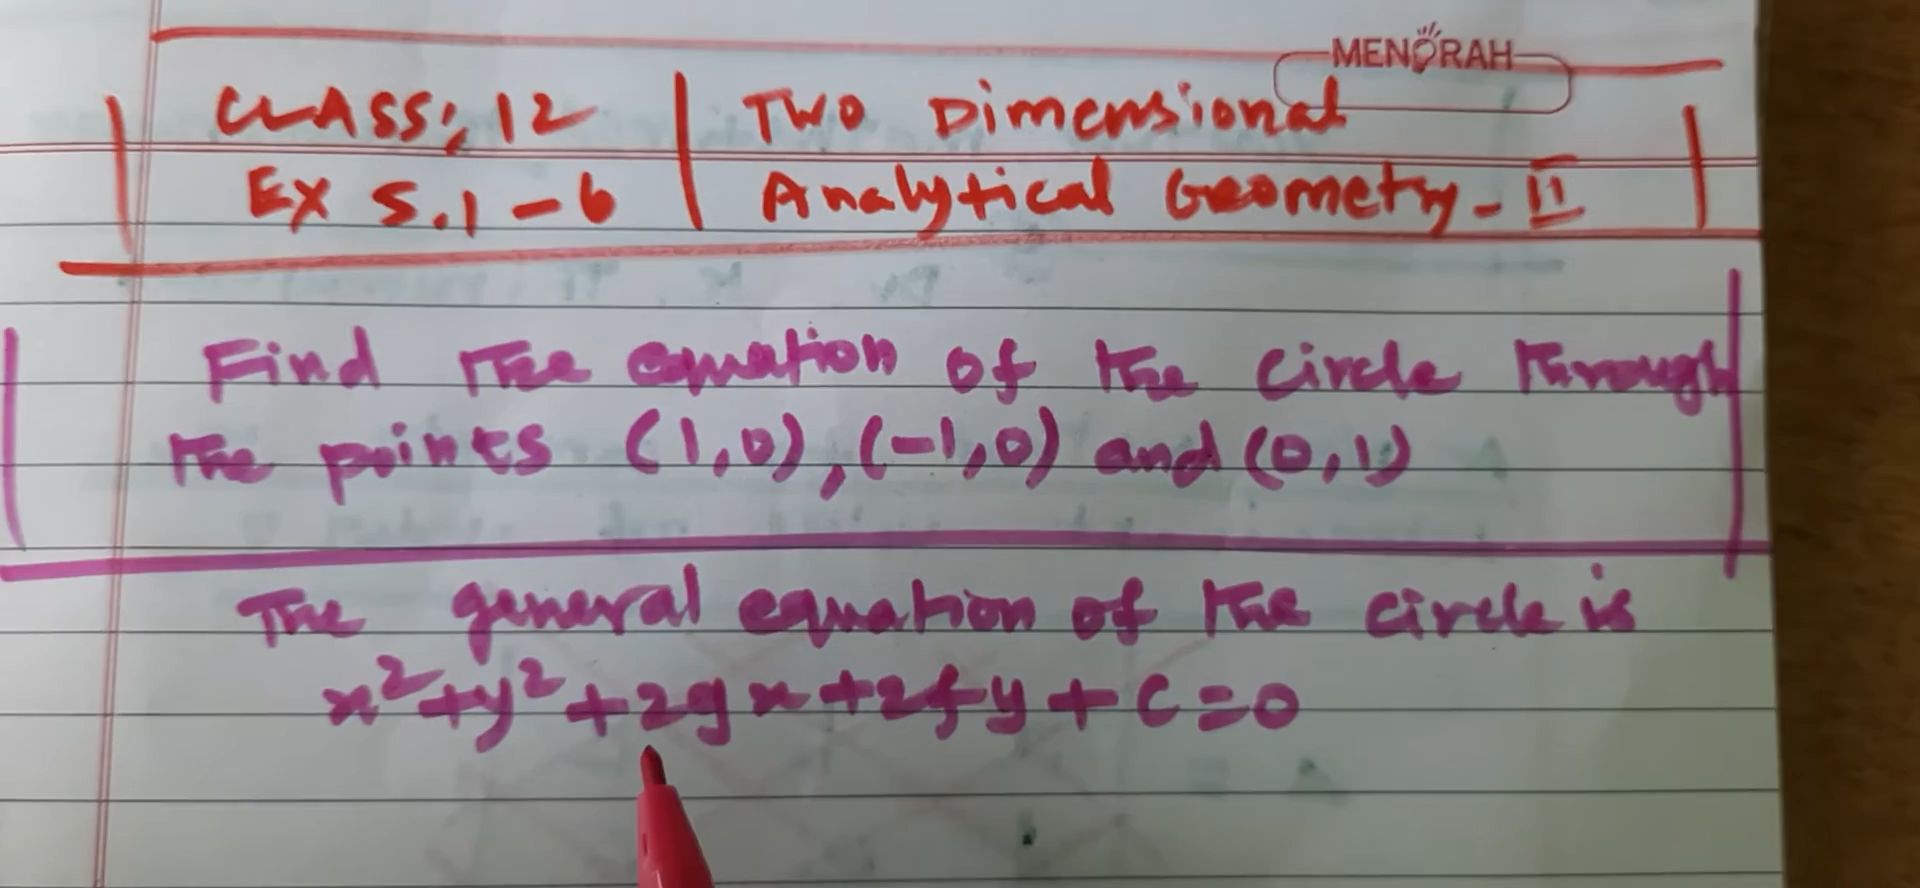 MENORAH
CLASS: 12
EX 5.1-6
TWO Dimensional
Analytical Geometry-II
Find the equation of the circle through
the points (1,0),(-1,0) and (0,1)
The general equation of the circle is
x²+y²+2gx+2fy+c=0